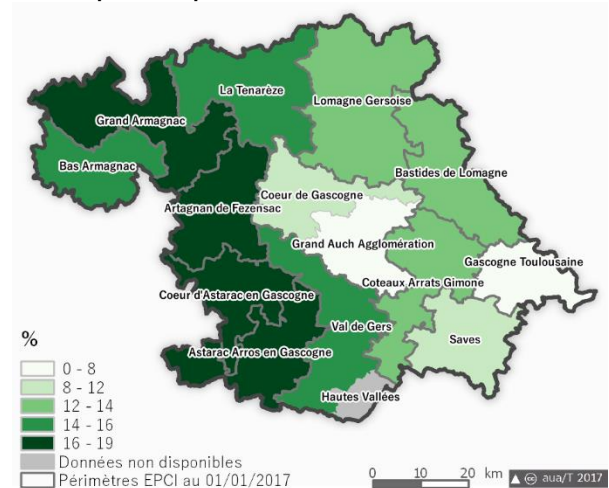 La Tenarèze
Lomagne Gersoise
Grand Armagnac
Bas Armagnac
Bastides de Lomagne
Coeur de Gascogne
Artagnan de Fezensac
Grand Auch Agglomération
Gascogne Toulousaine
Coteaux Arrats Gimone
Coeur d'Astarac en Gascogne
Val de Gers
Saves
Astarac Arros en Gascogne
Hautes Vallées
%
0 - 8
8 - 12
12 - 14
14 - 16
16 - 19
Données non disponibles
Périmètres EPCI au 01/01/2017
0 10 20 km
cc aua/T 2017